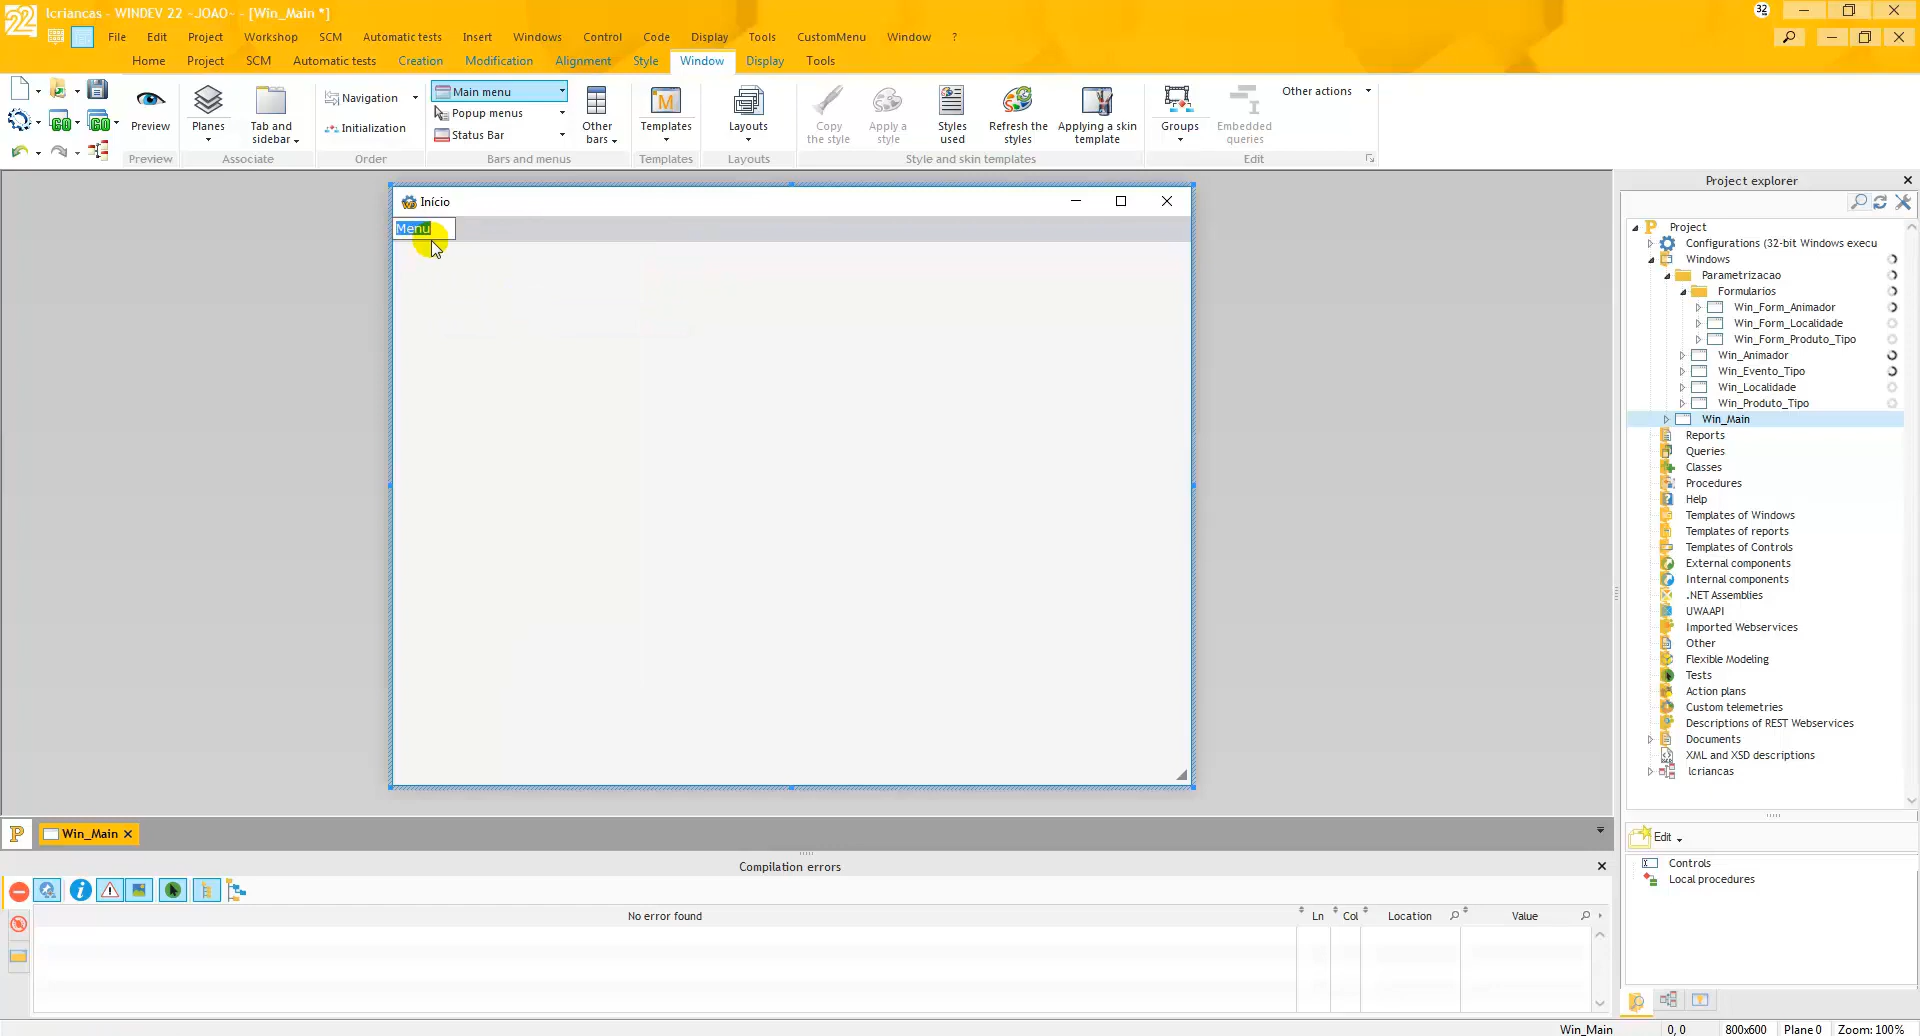 22 lcriancas - WINDEV 22 -JOAO- - [Win_Main *] 32
File Edit Project Workshop SCM Automatic tests Insert Windows Control Code Display Tools CustomMenu Window ?
Home Project SCM Automatic tests Creation Modification Alignment Style Window Display Tools
GO GO
Preview
Preview
Planes
Tab and
sidebar
Associate
Navigation
Initialization
Order
Main menu
Popup menus
Status Bar
Other
bars
Bars and menus
Templates
Templates
Layouts
Layouts
Copy
the style
Apply a
style
Styles
used
Refresh the
styles
Applying a skin
template
Style and skin templates
Groups
Embedded
queries
Other actions
Edit
Início
Menu
Project explorer
Project
Configurations (32-bit Windows execu
Windows
Parametrizacao
Formularios
Win_Form_Animador
Win_Form_Localidade
Win_Form_Produto_Tipo
Win_Animador
Win_Evento_Tipo
Win_Localidade
Win_Produto_Tipo
Win_Main
Reports
Queries
Classes
Procedures
Help
Templates of Windows
Templates of reports
Templates of Controls
External components
Internal components
.NET Assemblies
UWAAPI
Imported Webservices
Other
Flexible Modeling
Tests
Action plans
Custom telemetries
Descriptions of REST Webservices
Documents
XML and XSD descriptions
lcriancas
Edit
Controls
Local procedures
P Win_Main
Compilation errors
No error found Ln Col Location Value
Win_Main 0, 0 800x600 Plane 0 Zoom: 100%